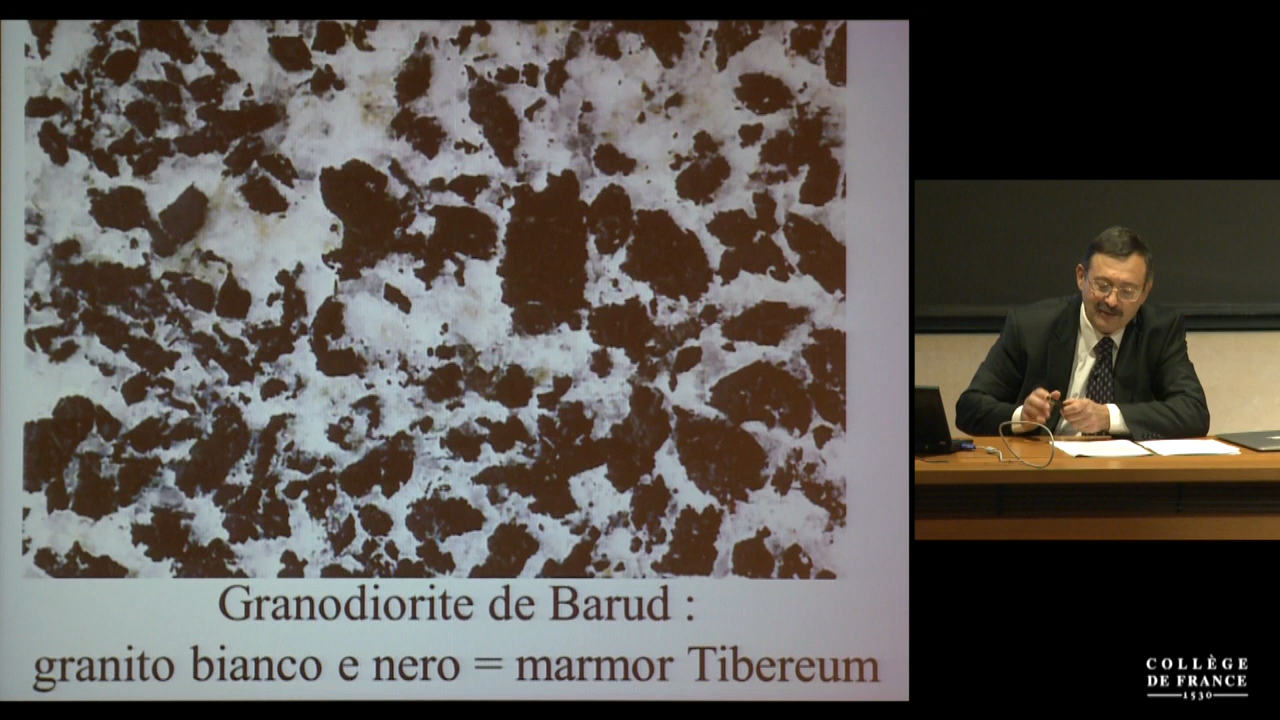 Granodiorite de Barud :
granito bianco e nero = marmor Tibereum
COLLÈGE
DE FRANCE
1530